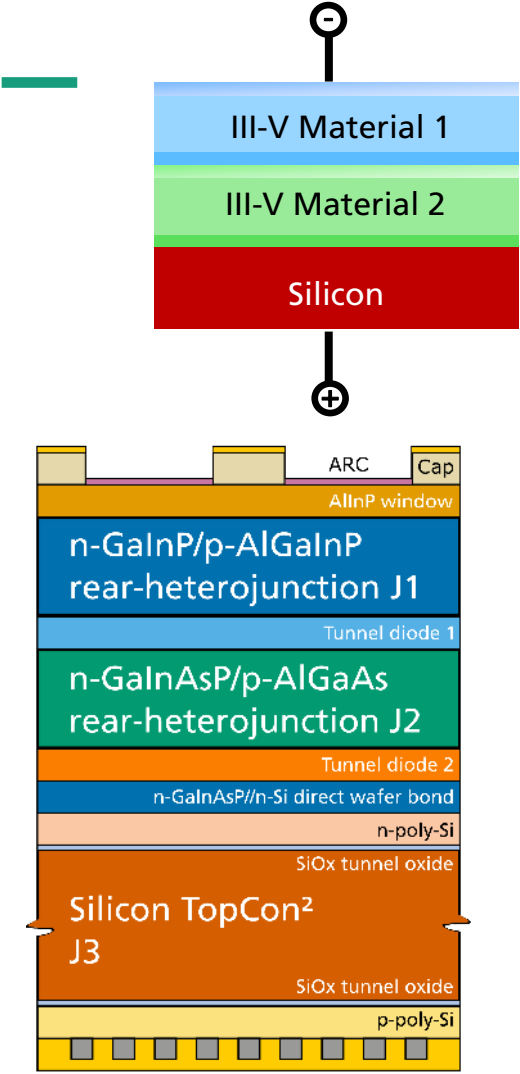 -
III-V Material 1
III-V Material 2
Silicon
+
ARC
Cap
AlInP window
n-GaInP/p-AlGaInP
rear-heterojunction J1
Tunnel diode 1
n-GaInAsP/p-AlGaAs
rear-heterojunction J2
Tunnel diode 2
n-GaInAsP//n-Si direct wafer bond
n-poly-Si
SiOx tunnel oxide
Silicon TopCon²
J3
SiOx tunnel oxide
p-poly-Si